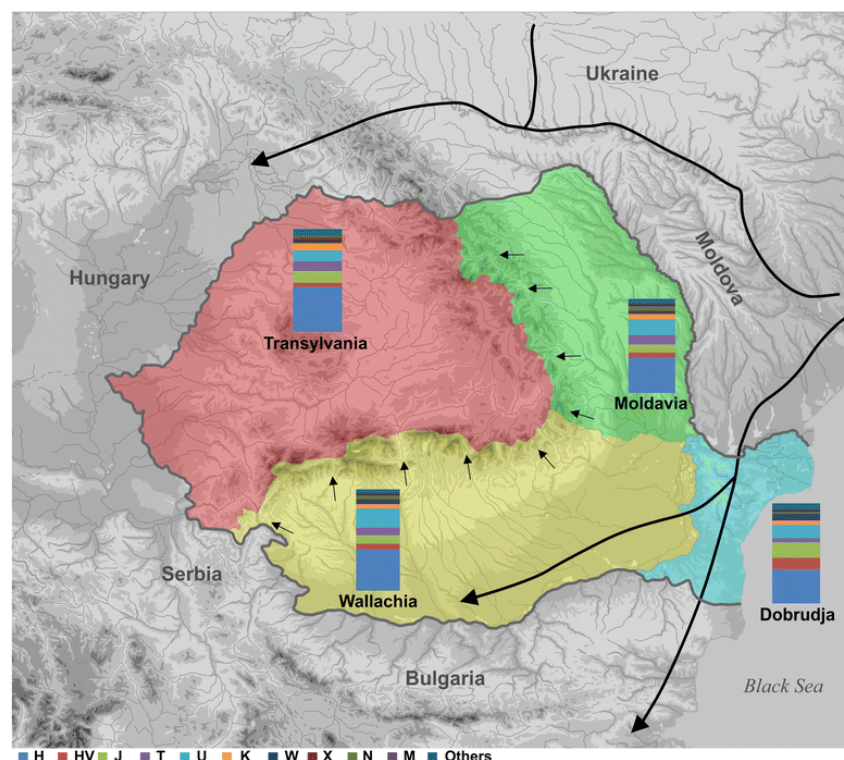 Ukraine
Hungary
Moldova
Transylvania
Moldavia
Serbia
Wallachia
Dobrudja
Bulgaria
Black Sea
H HV J T U K W X N M Others